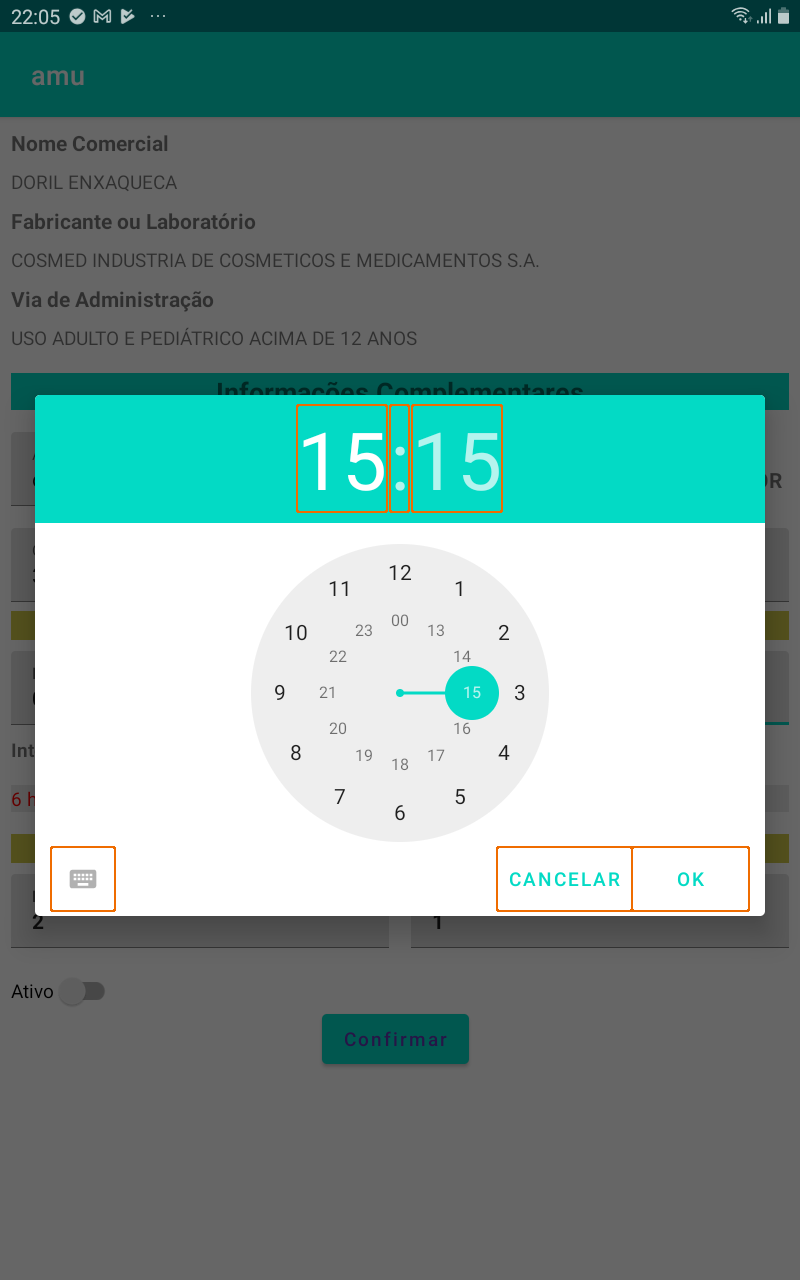 22:05 ...
amu
Nome Comercial
DORIL ENXAQUECA
Fabricante ou Laboratório
COSMED INDUSTRIA DE COSMETICOS E MEDICAMENTOS S.A.
Via de Administração
USO ADULTO E PEDIÁTRICO ACIMA DE 12 ANOS
Informações Complementares
15:15
12
11 1
00
23 13
10 2
22 14
9 21 15 3
20 16
8 4
19 17
18
7 5
6
Int
6 h
CANCELAR OK
2 1
Ativo
Confirmar